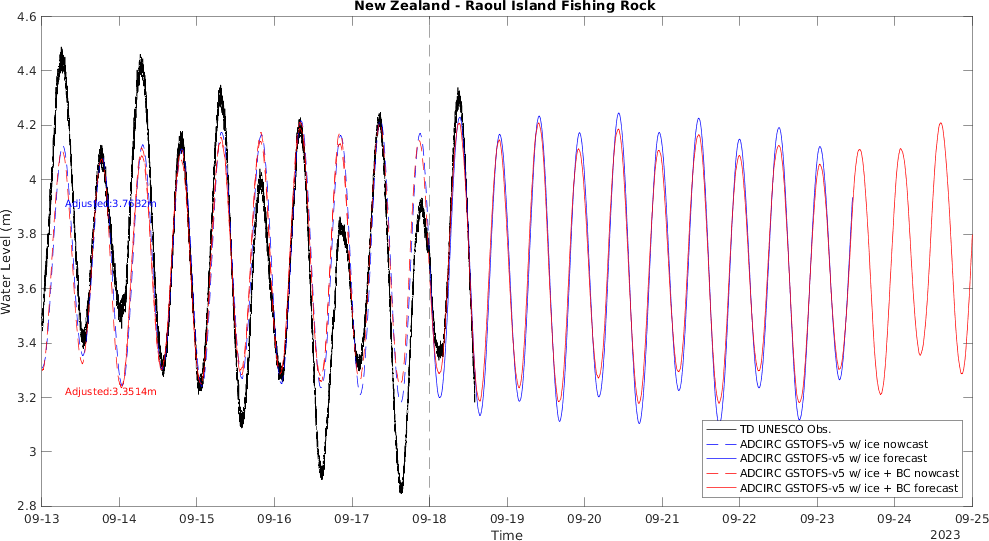 New Zealand - Raoul Island Fishing Rock
4.6
4.4
4.2
4
3.8
3.6
3.4
3.2
3
2.8
Water Level (m)
Adjusted:3.7632m
Adjusted:3.3514m
TD UNESCO Obs.
ADCIRC GSTOFS-v5 w/ ice nowcast
ADCIRC GSTOFS-v5 w/ ice forecast
ADCIRC GSTOFS-v5 w/ ice + BC nowcast
ADCIRC GSTOFS-v5 w/ ice + BC forecast
09-13 09-14 09-15 09-16 09-17 09-18 09-19 09-20 09-21 09-22 09-23 09-24 09-25
Time
2023